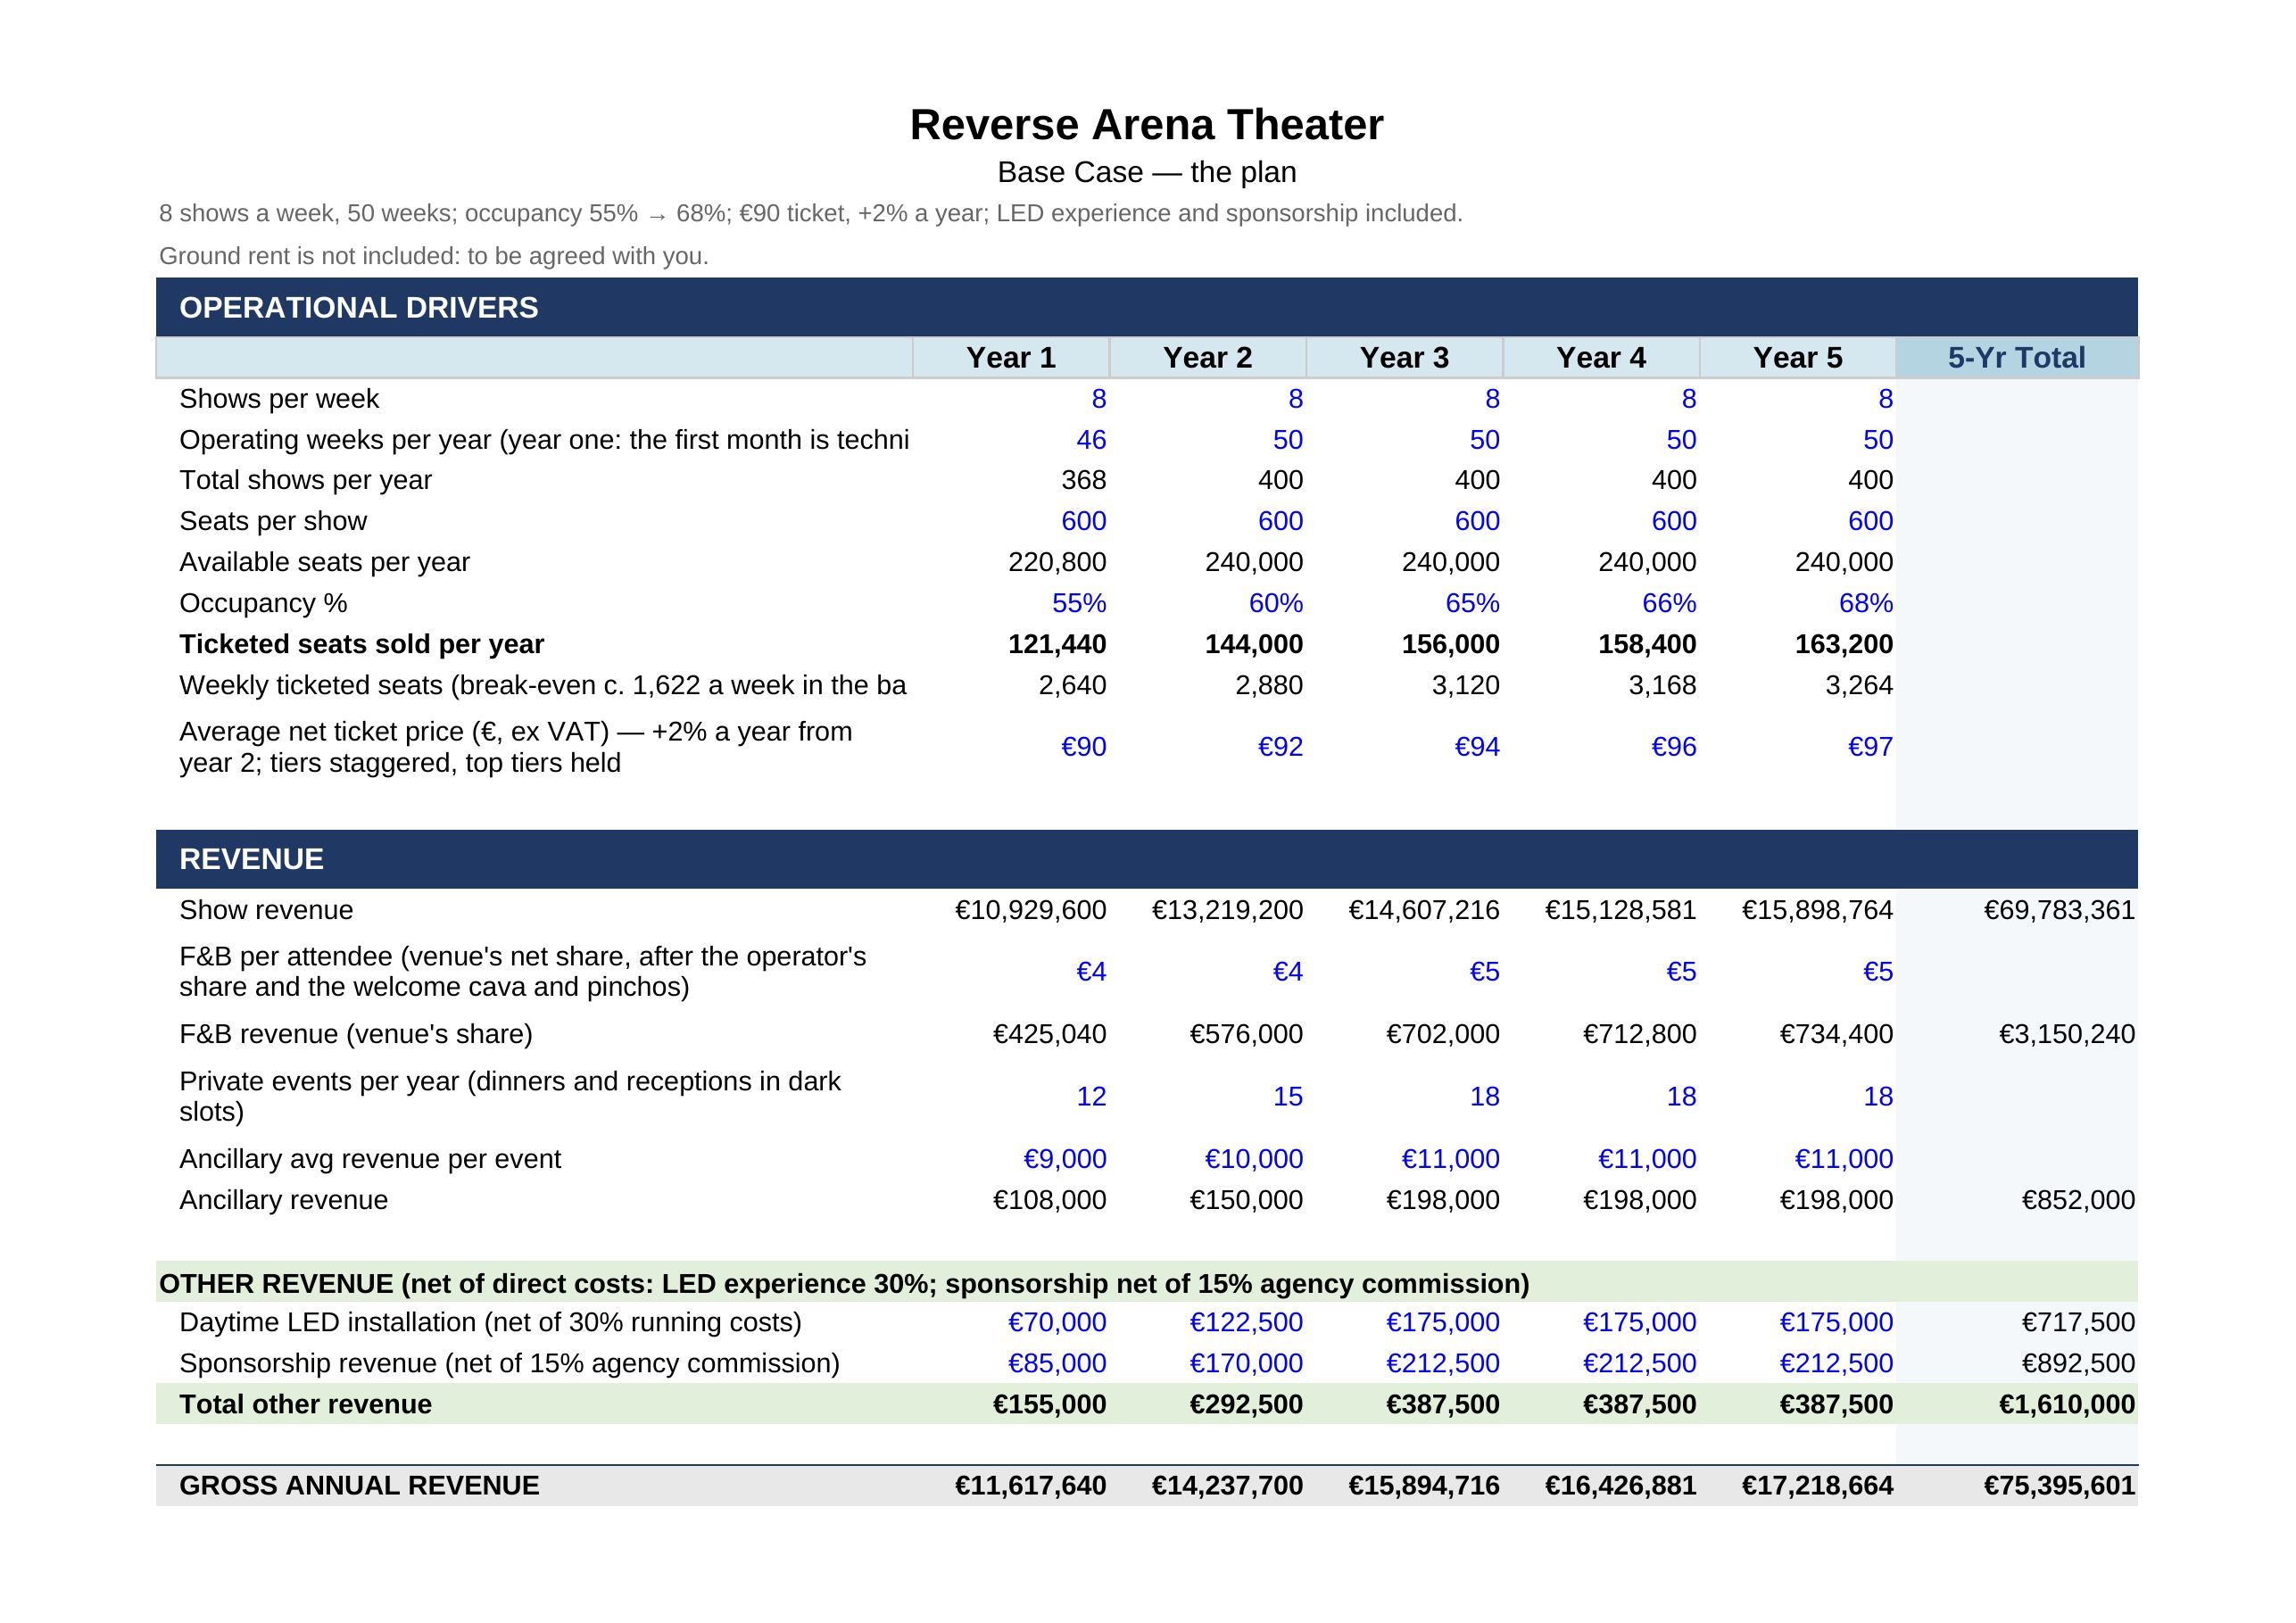 Reverse Arena Theater
Base Case — the plan
8 shows a week, 50 weeks; occupancy 55% → 68%; €90 ticket, +2% a year; LED experience and sponsorship included.
Ground rent is not included: to be agreed with you.
OPERATIONAL DRIVERS
Year 1 Year 2 Year 3 Year 4 Year 5 5-Yr Total
Shows per week 8 8 8 8 8
Operating weeks per year (year one: the first month is techni 46 50 50 50 50
Total shows per year 368 400 400 400 400
Seats per show 600 600 600 600 600
Available seats per year 220,800 240,000 240,000 240,000 240,000
Occupancy % 55% 60% 65% 66% 68%
Ticketed seats sold per year 121,440 144,000 156,000 158,400 163,200
Weekly ticketed seats (break-even c. 1,622 a week in the ba 2,640 2,880 3,120 3,168 3,264
Average net ticket price (€, ex VAT) — +2% a year from
year 2; tiers staggered, top tiers held €90 €92 €94 €96 €97
REVENUE
Show revenue €10,929,600 €13,219,200 €14,607,216 €15,128,581 €15,898,764 €69,783,361
F&B per attendee (venue's net share, after the operator's
share and the welcome cava and pinchos) €4 €4 €5 €5 €5
F&B revenue (venue's share) €425,040 €576,000 €702,000 €712,800 €734,400 €3,150,240
Private events per year (dinners and receptions in dark
slots) 12 15 18 18 18
Ancillary avg revenue per event €9,000 €10,000 €11,000 €11,000 €11,000
Ancillary revenue €108,000 €150,000 €198,000 €198,000 €198,000 €852,000
OTHER REVENUE (net of direct costs: LED experience 30%; sponsorship net of 15% agency commission)
Daytime LED installation (net of 30% running costs) €70,000 €122,500 €175,000 €175,000 €175,000 €717,500
Sponsorship revenue (net of 15% agency commission) €85,000 €170,000 €212,500 €212,500 €212,500 €892,500
Total other revenue €155,000 €292,500 €387,500 €387,500 €387,500 €1,610,000
GROSS ANNUAL REVENUE €11,617,640 €14,237,700 €15,894,716 €16,426,881 €17,218,664 €75,395,601